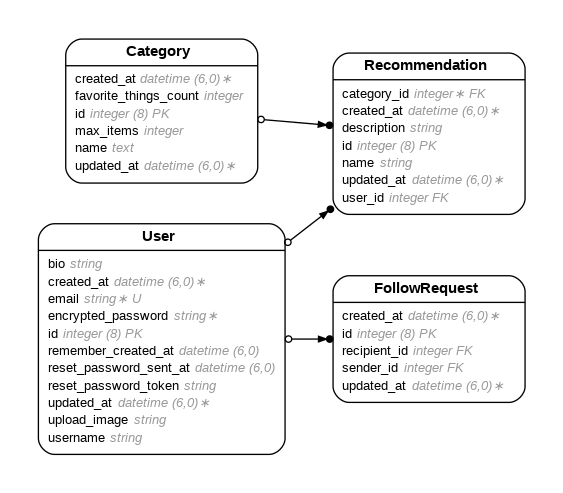 Category
created_at datetime (6,0)∗
favorite_things_count integer
id integer (8) PK
max_items integer
name text
updated_at datetime (6,0)∗
Recommendation
category_id integer∗ FK
created_at datetime (6,0)∗
description string
id integer (8) PK
name string
updated_at datetime (6,0)∗
user_id integer FK
User
bio string
created_at datetime (6,0)∗
email string∗ U
encrypted_password string∗
id integer (8) PK
remember_created_at datetime (6,0)
reset_password_sent_at datetime (6,0)
reset_password_token string
updated_at datetime (6,0)∗
upload_image string
username string
FollowRequest
created_at datetime (6,0)∗
id integer (8) PK
recipient_id integer FK
sender_id integer FK
updated_at datetime (6,0)∗